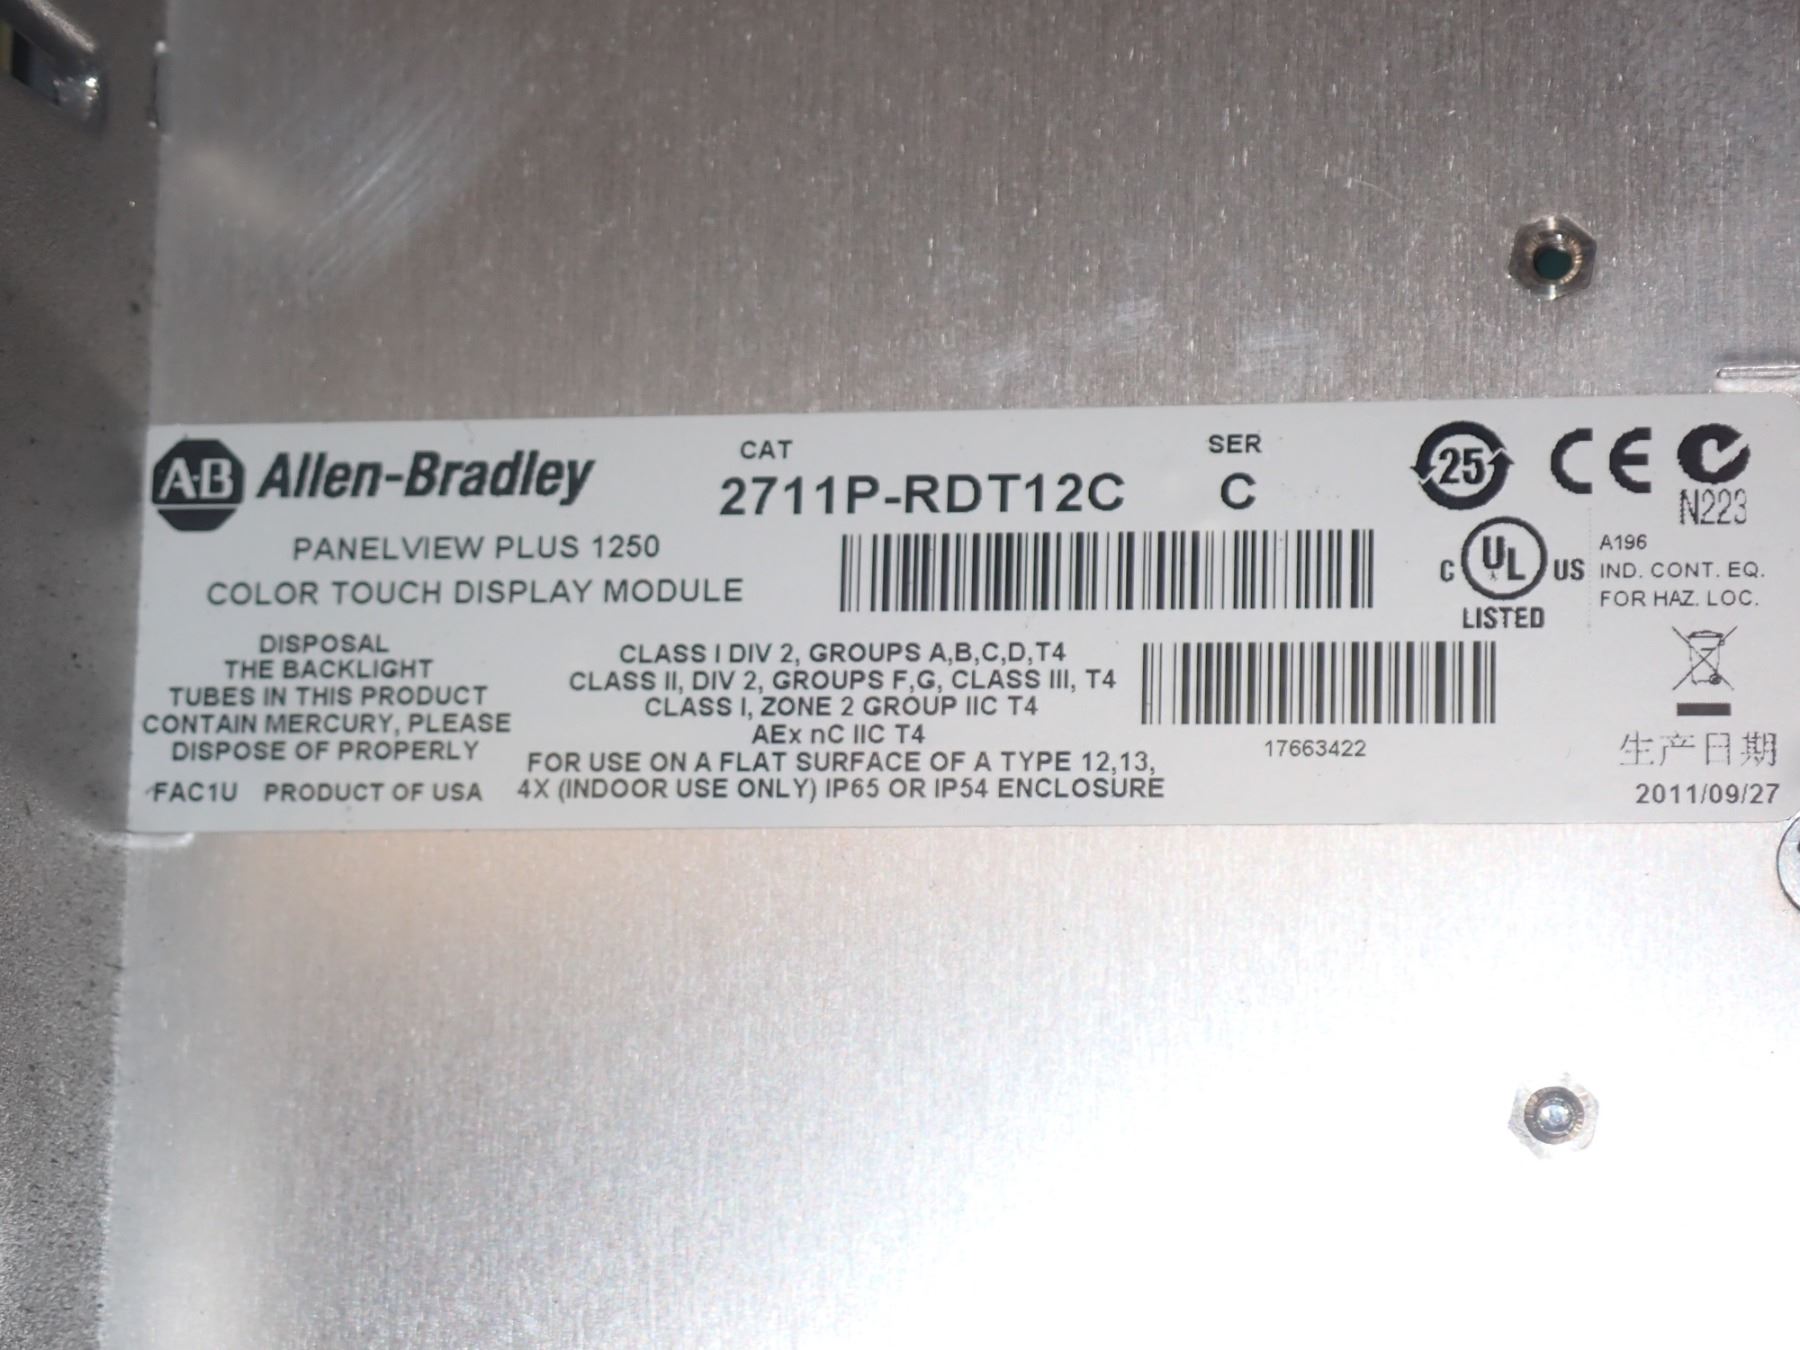 A-B Allen-Bradley
CAT
2711P-RDT12C
SER
C
PANELVIEW PLUS 1250
COLOR TOUCH DISPLAY MODULE
DISPOSAL
THE BACKLIGHT
TUBES IN THIS PRODUCT
CONTAIN MERCURY, PLEASE
DISPOSE OF PROPERLY
FAC1U PRODUCT OF USA
CLASS I DIV 2, GROUPS A,B,C,D,T4
CLASS II, DIV 2, GROUPS F,G, CLASS III, T4
CLASS I, ZONE 2 GROUP IIC T4
AEx nC IIC T4
FOR USE ON A FLAT SURFACE OF A TYPE 12,13,
4X (INDOOR USE ONLY) IP65 OR IP54 ENCLOSURE
17663422
25
CE
N223
C UL US
LISTED
A196
IND. CONT. EQ.
FOR HAZ. LOC.
生产日期
2011/09/27